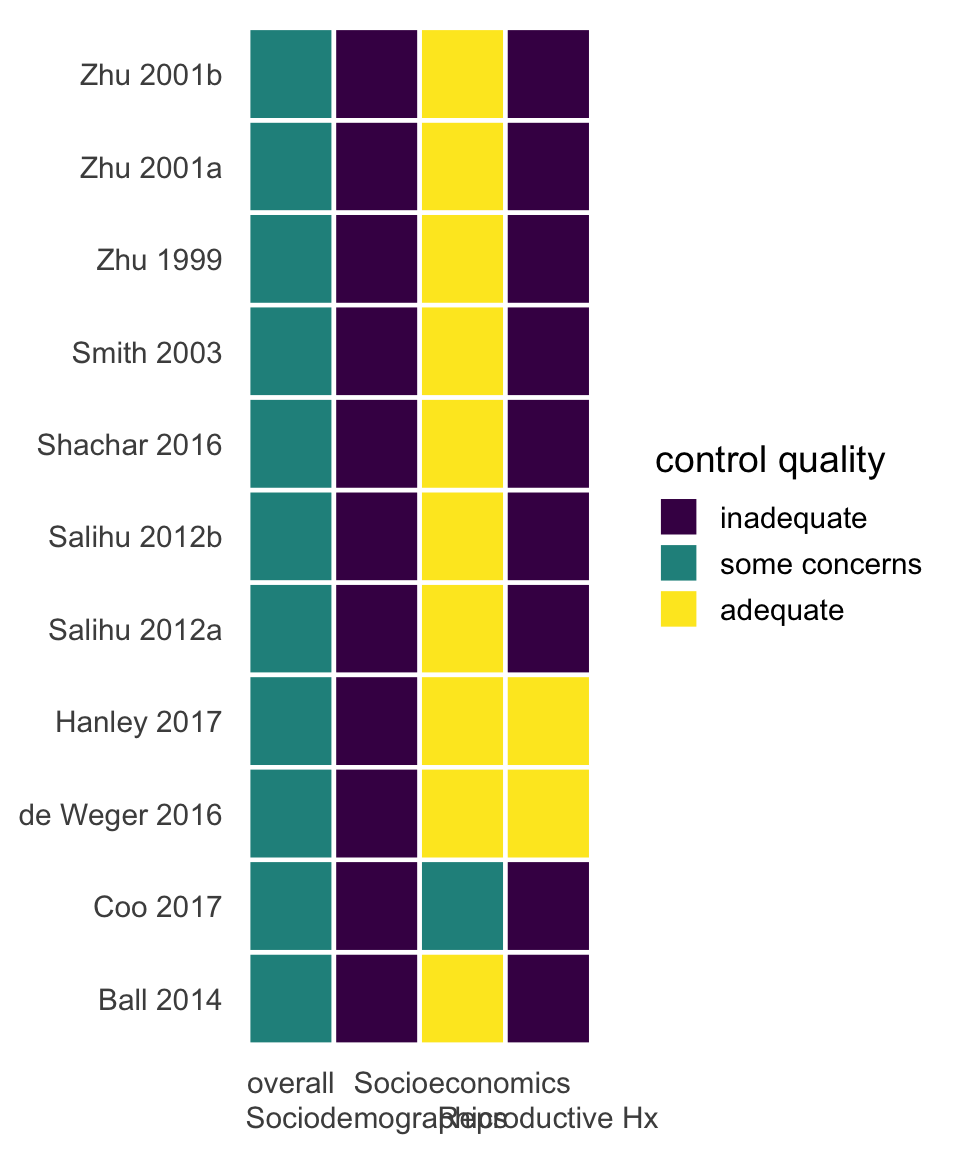 Zhu 2001b
Zhu 2001a
Zhu 1999
Smith 2003
Shachar 2016
Salihu 2012b
Salihu 2012a
Hanley 2017
de Weger 2016
Coo 2017
Ball 2014
overall
Socioeconomics
Sociodemographics
Reproductive Hx
control quality
inadequate
some concerns
adequate